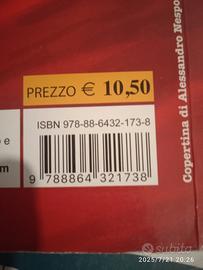 PREZZO € 10,50
ISBN 978-88-6432-173-8
9 788864 321738
o e
m
Copertina di Alessandro Nespo
subito
2025/7/21 20:26